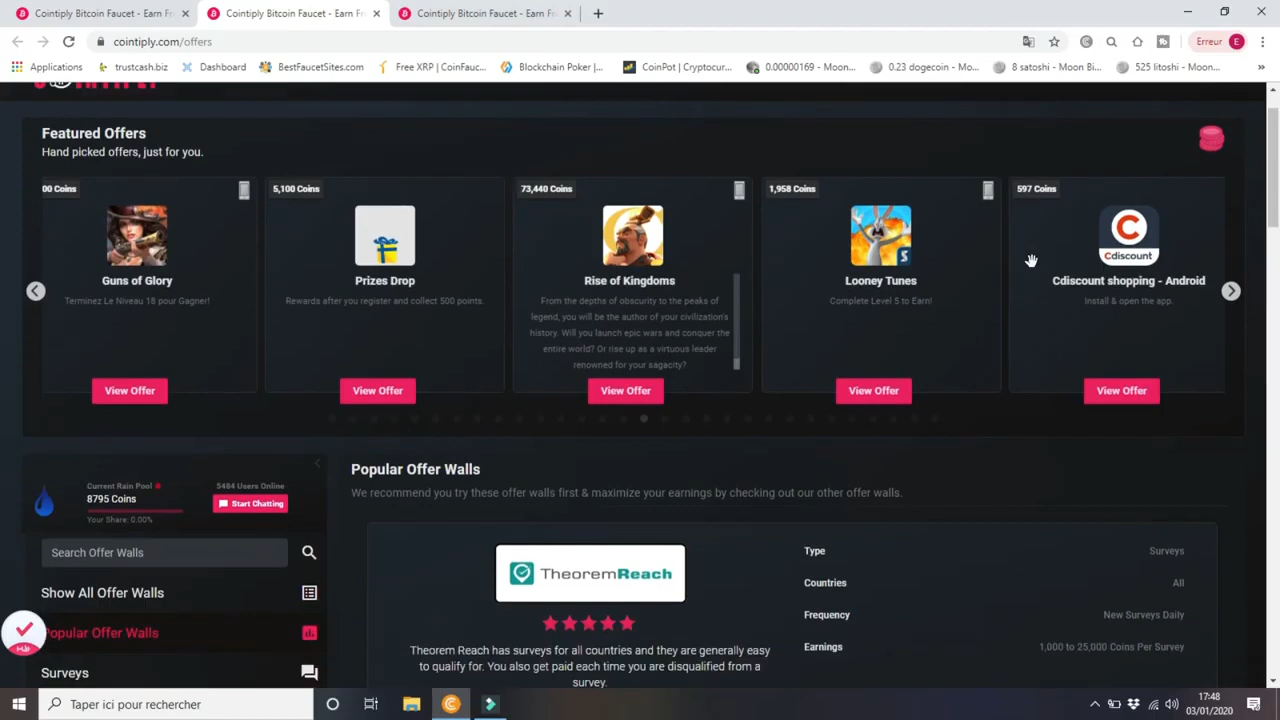 Cointiply Bitcoin Faucet - Earn Fr
Cointiply Bitcoin Faucet - Earn Fr
Cointiply Bitcoin Faucet - Earn Fr
cointiply.com/offers
Erreur E
Applications
trustcash.biz
Dashboard
BestFaucetSites.com
Free XRP | CoinFauc...
Blockchain Poker |...
CoinPot | Cryptocur...
0.00000169 - Moon...
0.23 dogecoin - Mo...
8 satoshi - Moon Bi...
525 litoshi - Moon...
Featured Offers
Hand picked offers, just for you.
00 Coins
5,100 Coins
73,440 Coins
1,958 Coins
597 Coins
C
Cdiscount
Guns of Glory
Prizes Drop
Rise of Kingdoms
Looney Tunes
Cdiscount shopping - Android
Terminez Le Niveau 18 pour Gagner!
Rewards after you register and collect 500 points.
From the depths of obscurity to the peaks of
legend, you will be the author of your civilization's
history. Will you launch epic wars and conquer the
entire world? Or rise up as a virtuous leader
renowned for your sagacity?
Complete Level 5 to Earn!
Install & open the app.
View Offer
View Offer
View Offer
View Offer
View Offer
Current Rain Pool
8795 Coins
Your Share: 0.00%
5484 Users Online
Start Chatting
Search Offer Walls
Show All Offer Walls
Popular Offer Walls
Surveys
Popular Offer Walls
We recommend you try these offer walls first & maximize your earnings by checking out our other offer walls.
TheoremReach
Theorem Reach has surveys for all countries and they are generally easy
to qualify for. You also get paid each time you are disqualified from a
survey.
Type Surveys
Countries All
Frequency New Surveys Daily
Earnings 1,000 to 25,000 Coins Per Survey
Taper ici pour rechercher
17:48
03/01/2020